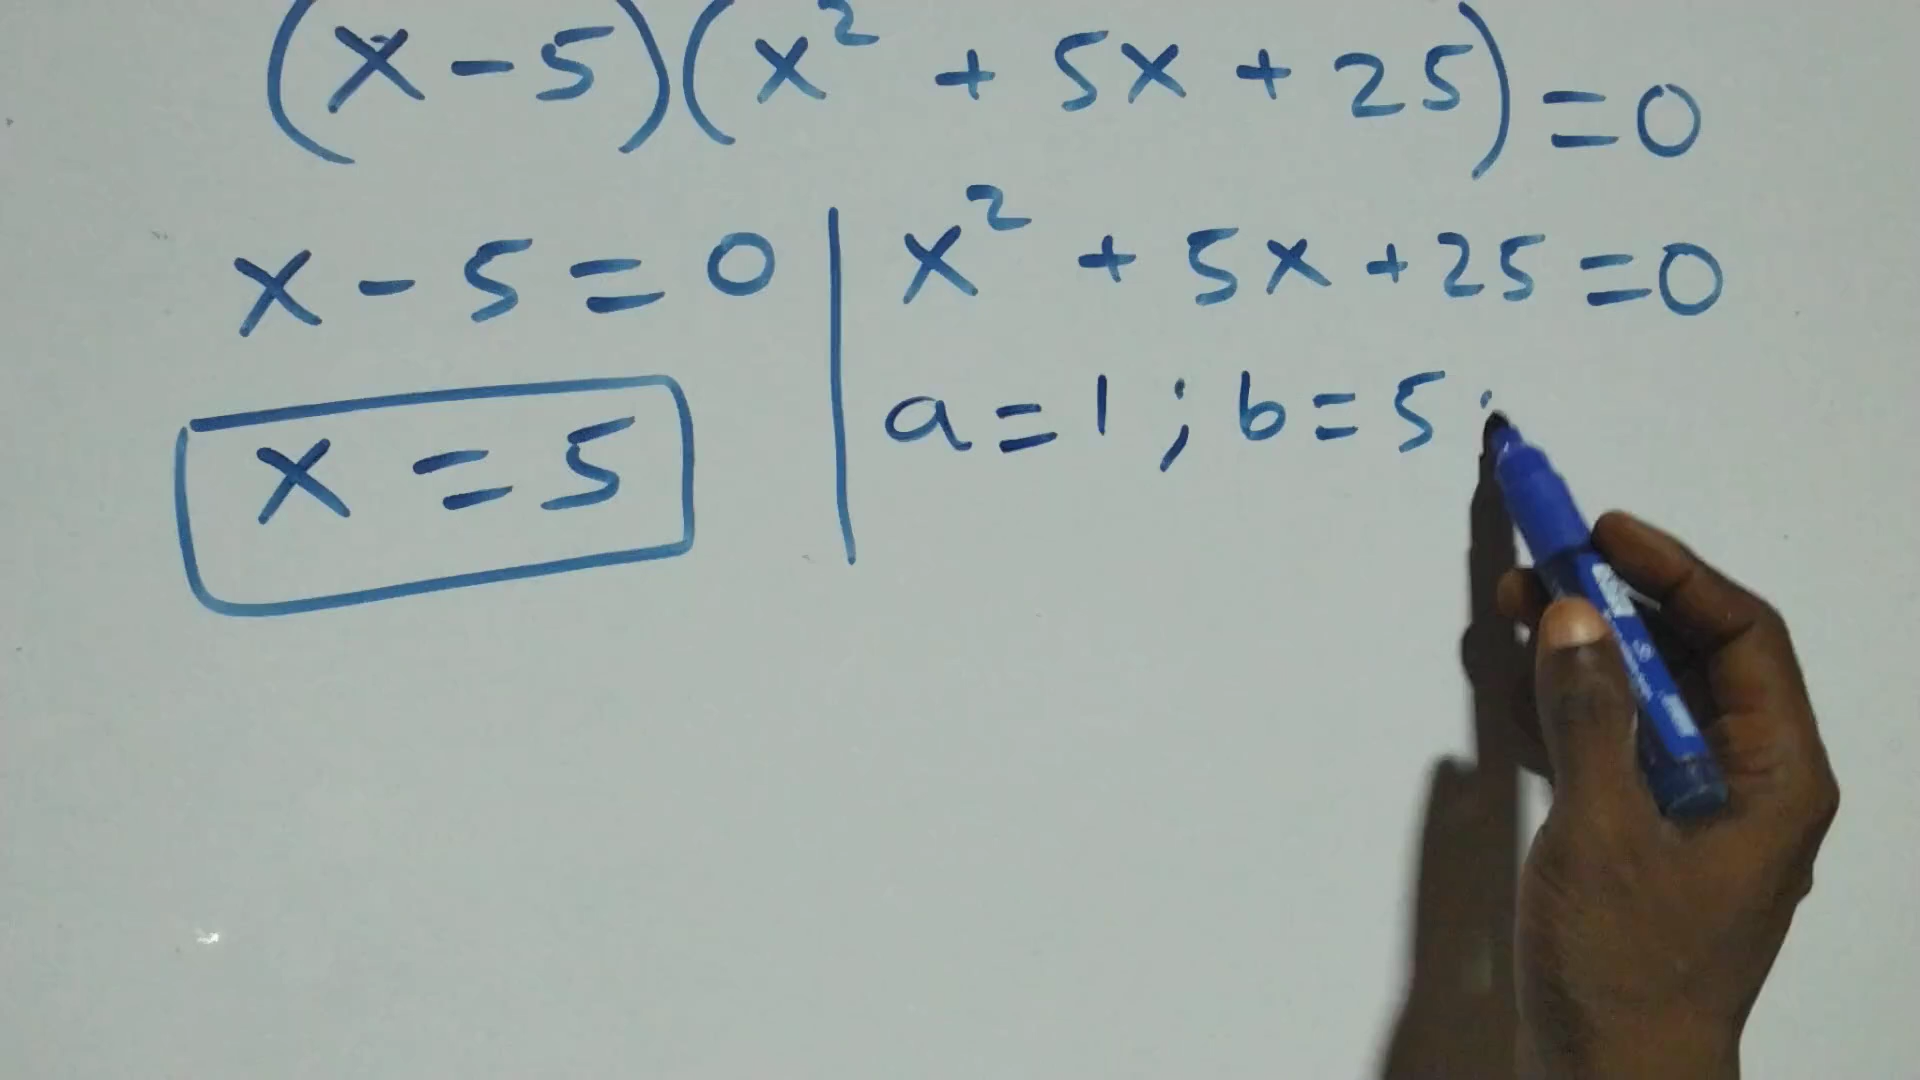 (x - 5)(x² + 5x + 25) = 0
x - 5 = 0 | x² + 5x + 25 = 0
x = 5 | a = 1 ; b = 5 ;